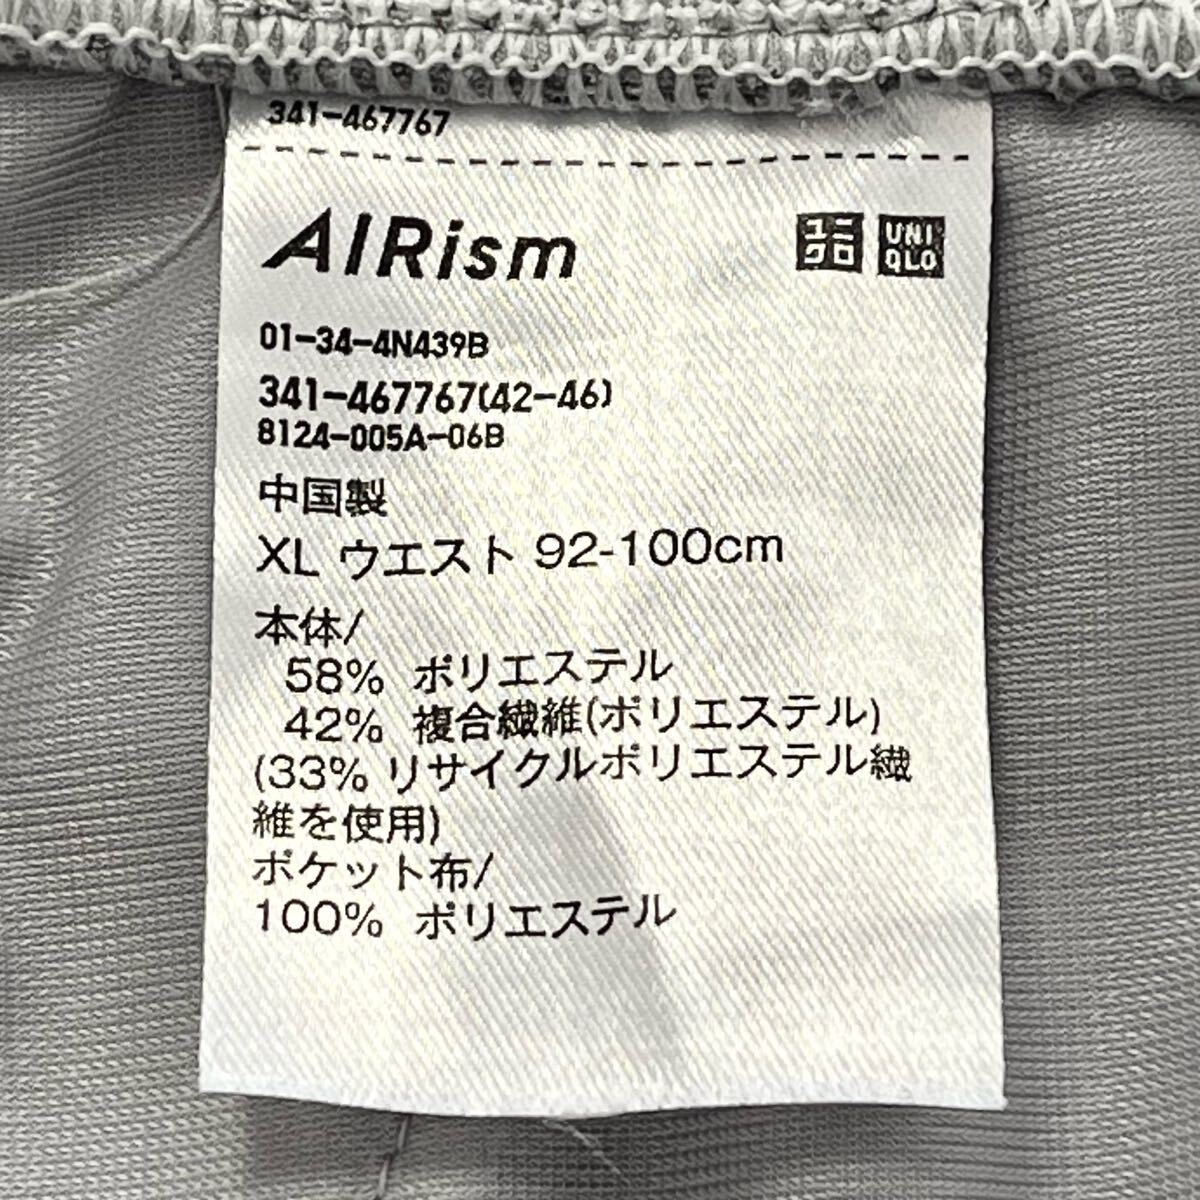 341-467767
AIRism
ユニ
クロ
UNI
QLO
01-34-4N439B
341-467767(42-46)
8124-005A-06B
中国製
XL ウエスト 92-100cm
本体/
58% ポリエステル
42% 複合繊維(ポリエステル)
(33% リサイクルポリエステル繊
維を使用)
ポケット布/
100% ポリエステル